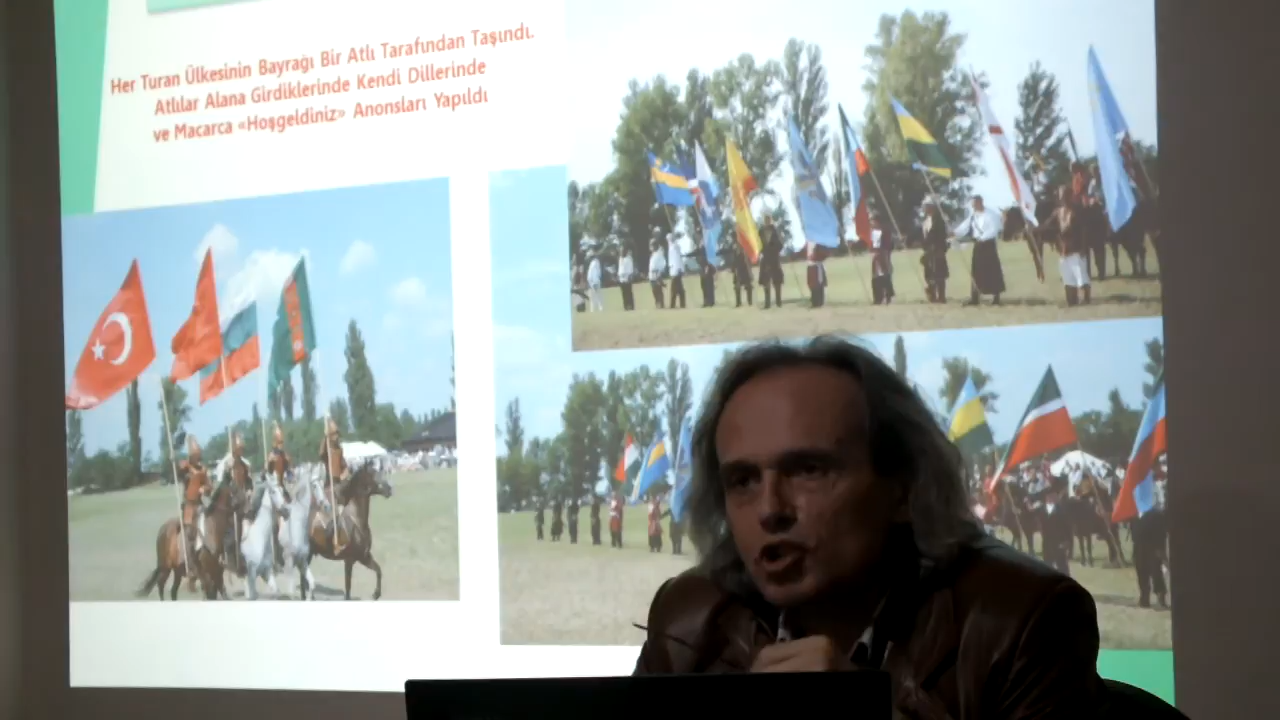 Her Turan Ülkesinin Bayrağı Bir Atlı Tarafından Taşındı.
Atlılar Alana Girdiklerinde Kendi Dillerinde
ve Macarca «Hoşgeldiniz» Anonsları Yapıldı